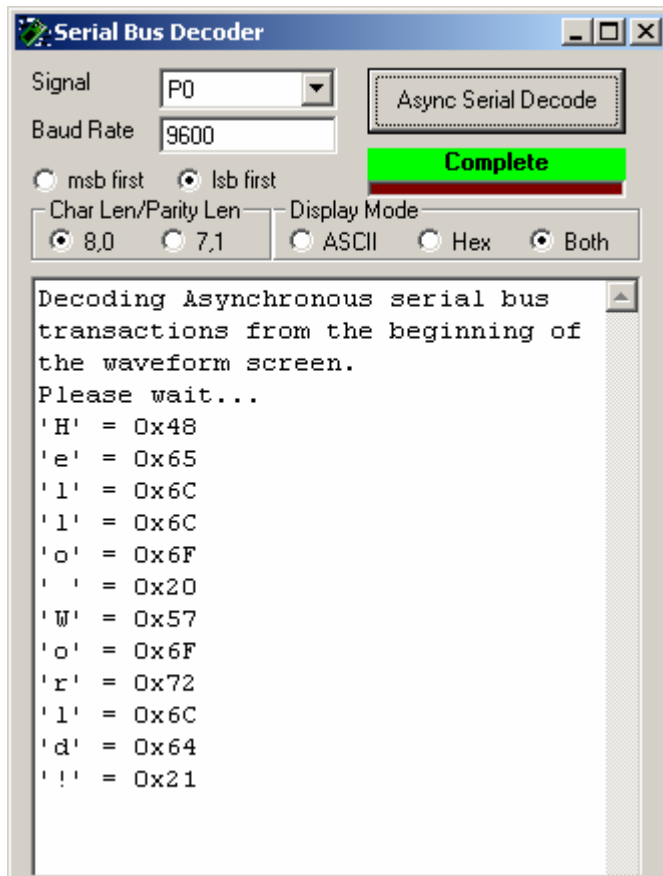 Serial Bus Decoder
Signal P0 Async Serial Decode
Baud Rate 9600
Complete
msb first lsb first
Char Len/Parity Len Display Mode
8,0 7,1 ASCII Hex Both
Decoding Asynchronous serial bus
transactions from the beginning of
the waveform screen.
Please wait...
'H' = 0x48
'e' = 0x65
'l' = 0x6C
'l' = 0x6C
'o' = 0x6F
' ' = 0x20
'W' = 0x57
'o' = 0x6F
'r' = 0x72
'l' = 0x6C
'd' = 0x64
'!' = 0x21